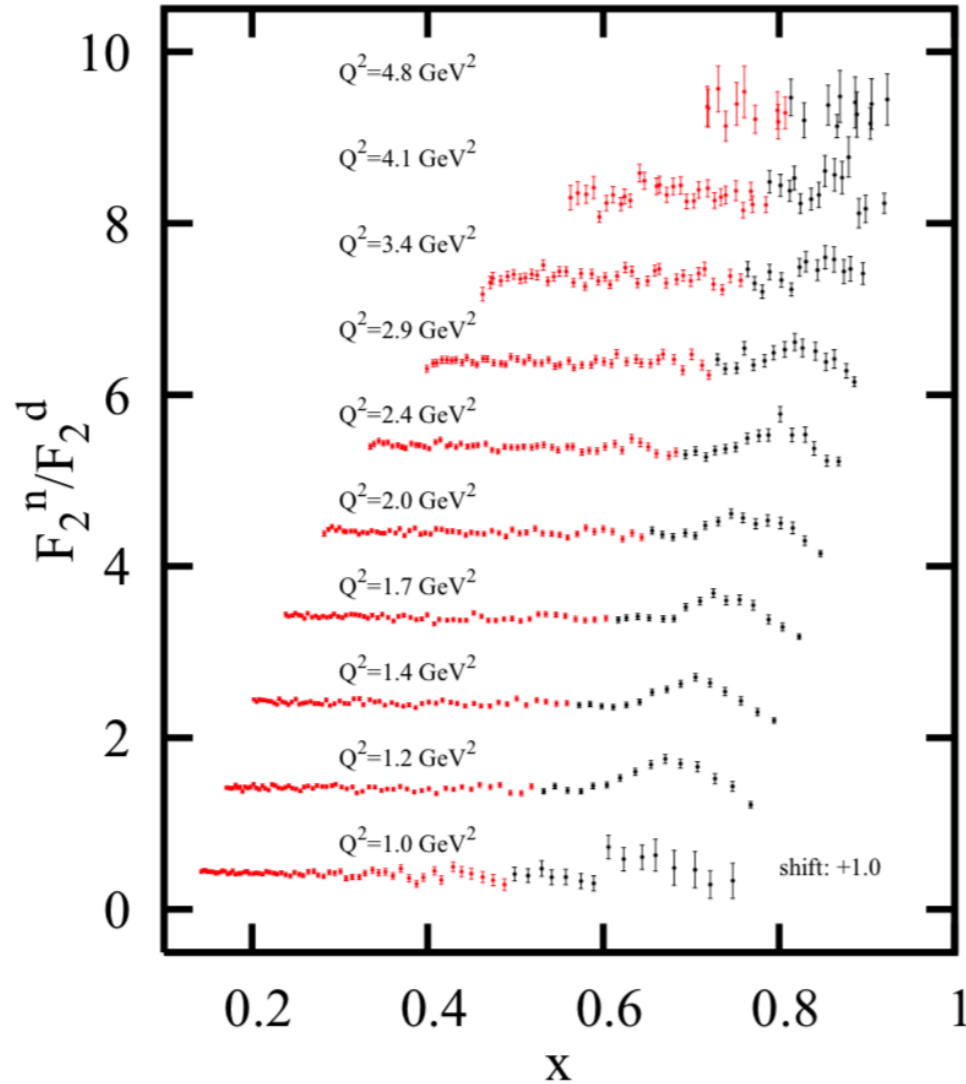 10
Q²=4.8 GeV²
Q²=4.1 GeV²
8
Q²=3.4 GeV²
Q²=2.9 GeV²
6
Q²=2.4 GeV²
F₂ⁿ/F₂ᵈ
Q²=2.0 GeV²
4
Q²=1.7 GeV²
Q²=1.4 GeV²
2
Q²=1.2 GeV²
Q²=1.0 GeV²
shift: +1.0
0
0.2 0.4 0.6 0.8 1
x